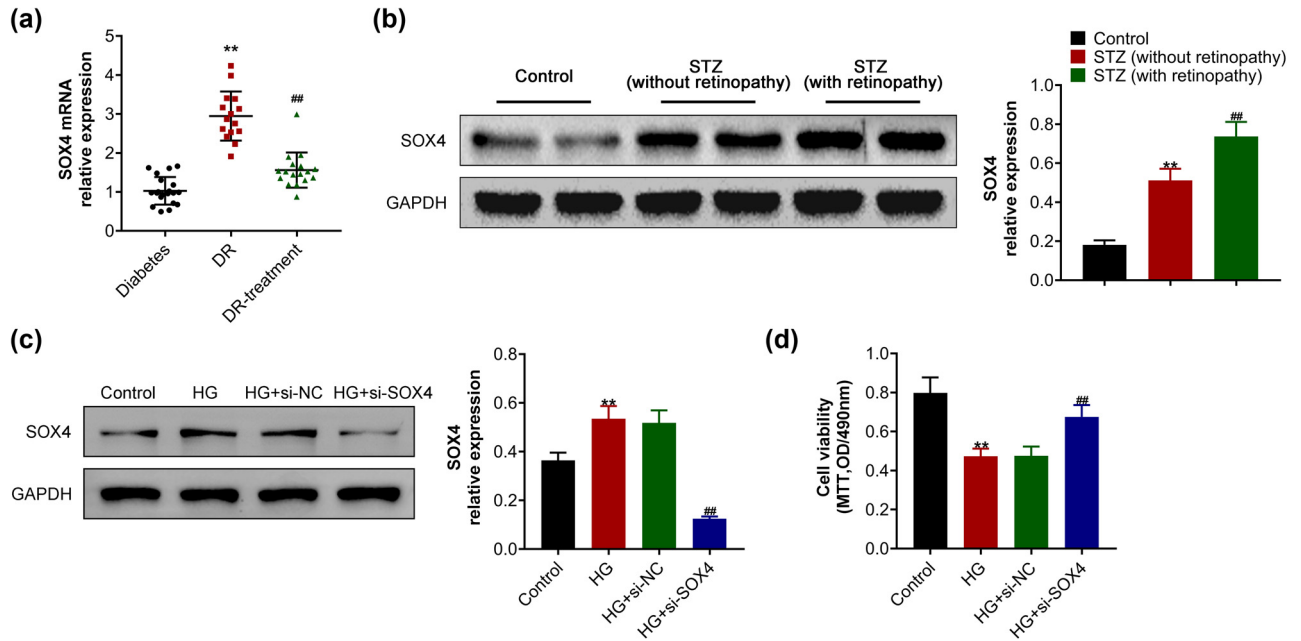 (a)
SOX4 mRNA
relative expression
5
4
3
2
1
0
**
##
Diabetes
DR
DR-treatment
(b)
Control
STZ
(without retinopathy)
STZ
(with retinopathy)
SOX4
GAPDH
Control
STZ (without retinopathy)
STZ (with retinopathy)
SOX4
relative expression
1.0
0.8
0.6
0.4
0.2
0.0
**
##
(c)
Control
HG
HG+si-NC
HG+si-SOX4
SOX4
GAPDH
SOX4
relative expression
0.8
0.6
0.4
0.2
0.0
**
##
Control
HG
HG+si-NC
HG+si-SOX4
(d)
Cell viability
(MTT,OD/490nm)
1.0
0.8
0.6
0.4
0.2
0.0
**
##
Control
HG
HG+si-NC
HG+si-SOX4